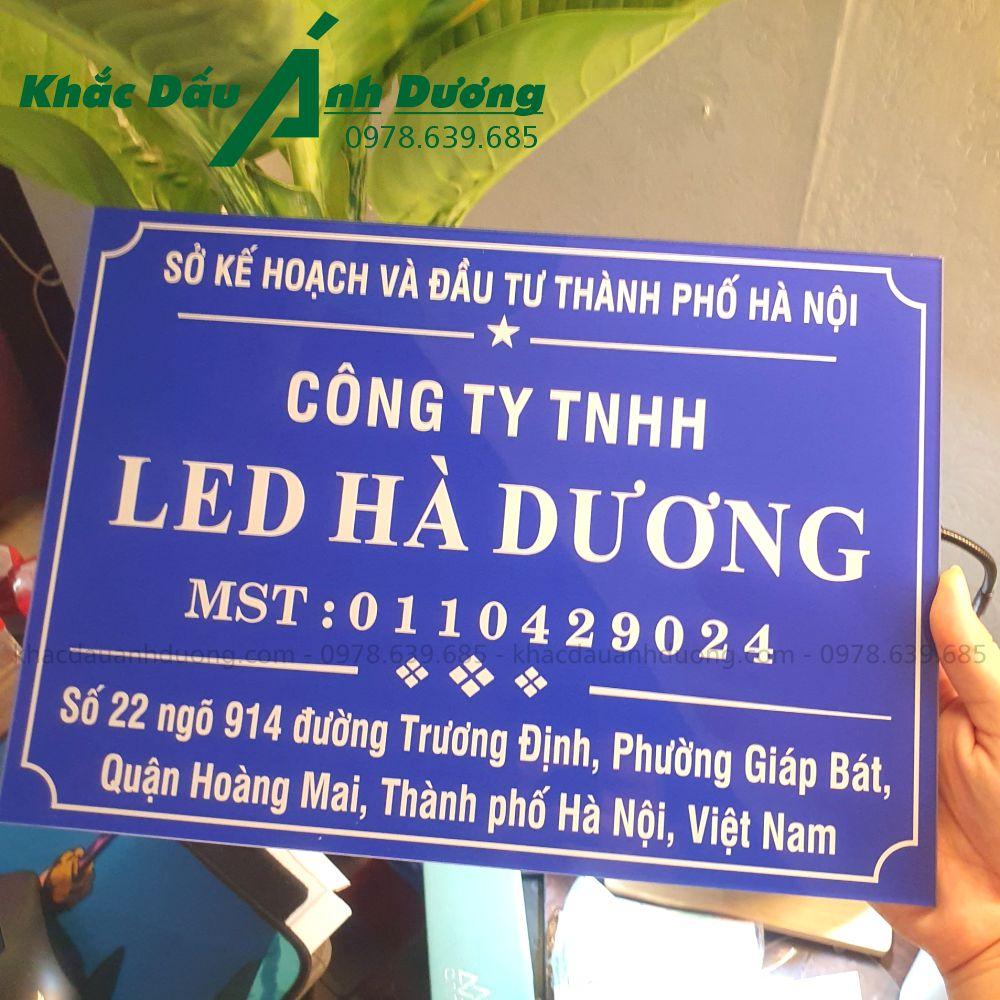 Khắc Dấu Ánh Dương
0978.639.685
SỞ KẾ HOẠCH VÀ ĐẦU TƯ THÀNH PHỐ HÀ NỘI
CÔNG TY TNHH
LED HÀ DƯƠNG
MST : 0110429024
khacdauanhduong.com - 0978.639.685 - khacdauanhduong.com - 0978.639.685
Số 22 ngõ 914 đường Trương Định, Phường Giáp Bát,
Quận Hoàng Mai, Thành phố Hà Nội, Việt Nam